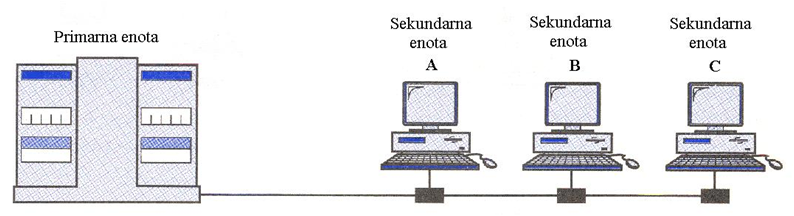 Primarna enota
Sekundarna
enota
A
Sekundarna
enota
B
Sekundarna
enota
C